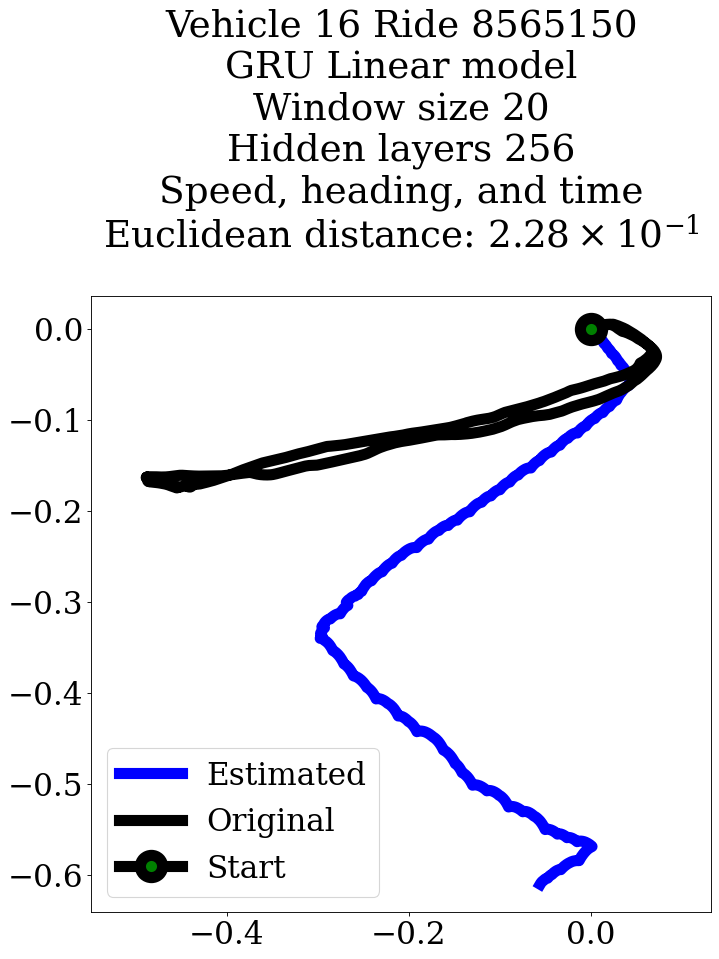 Vehicle 16 Ride 8565150
GRU Linear model
Window size 20
Hidden layers 256
Speed, heading, and time
Euclidean distance: 2.28 × 10⁻¹
0.0
−0.1
−0.2
−0.3
−0.4
−0.5
−0.6
Estimated
Original
Start
−0.4 −0.2 0.0